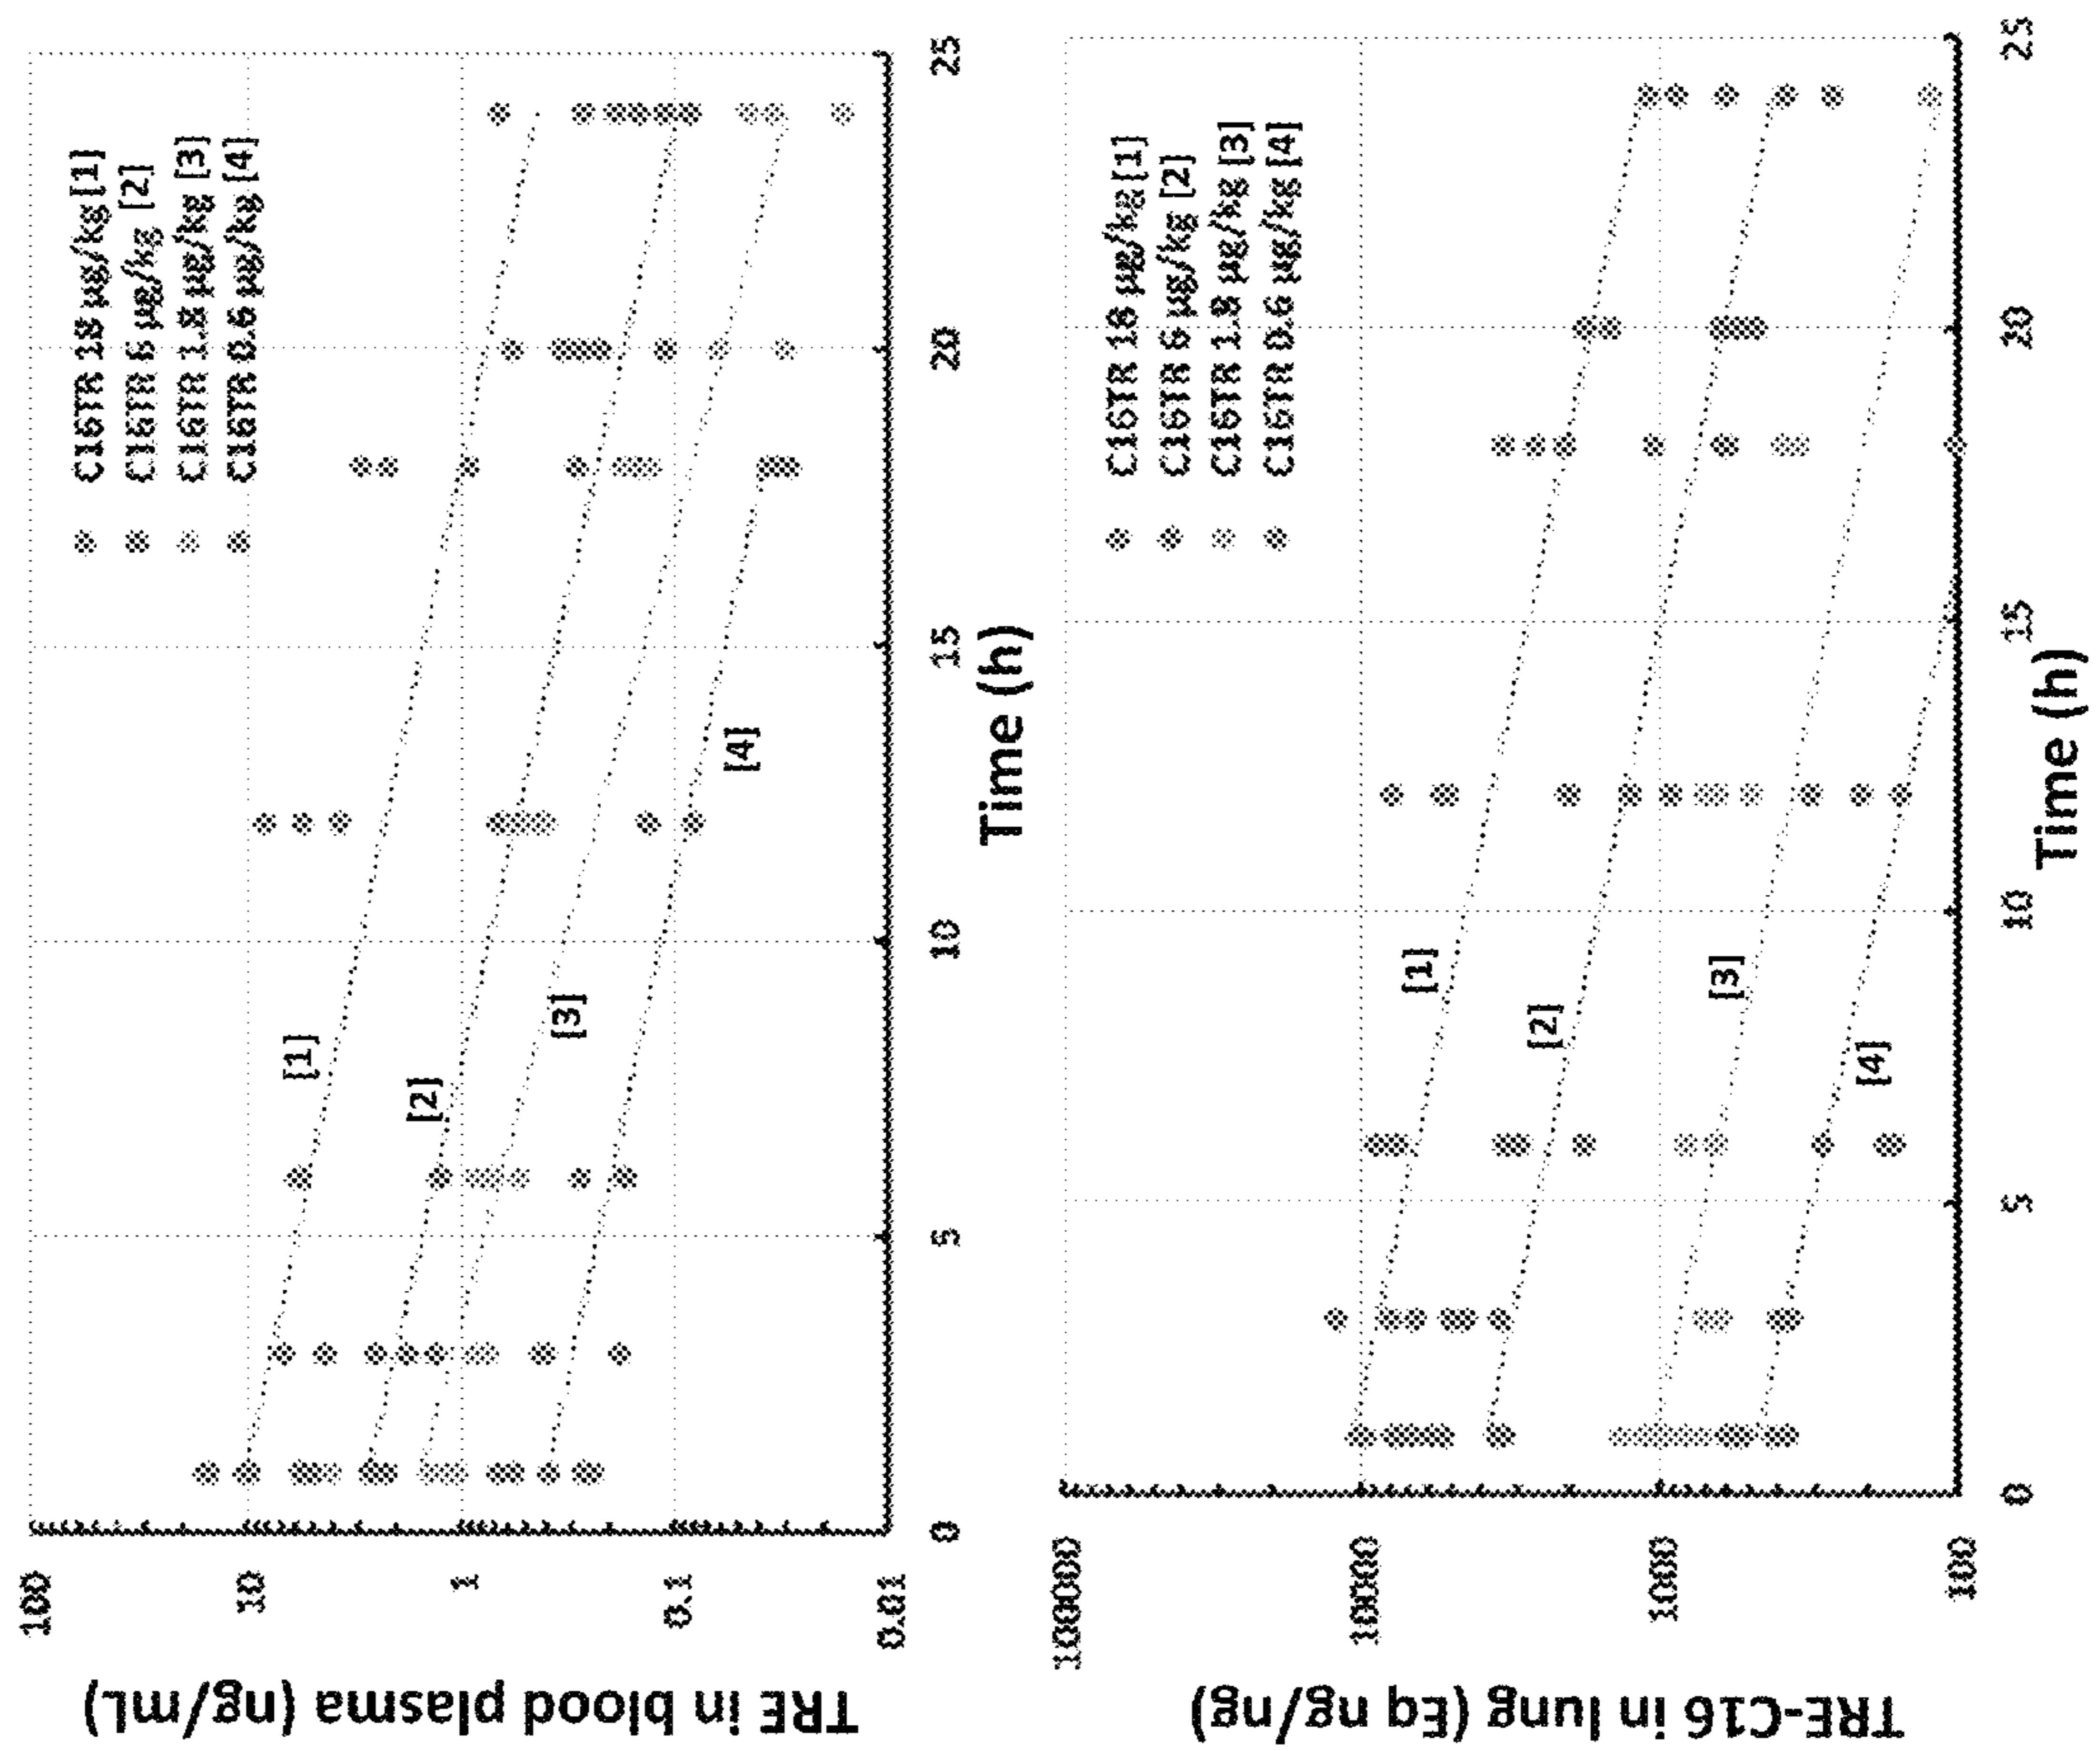 TRE in blood plasma (ng/mL)
100
10
1
0.1
0.01
C16TR 18 µg/kg [1]
C16TR 6 µg/kg [2]
C16TR 1.8 µg/kg [3]
C16TR 0.6 µg/kg [4]
[1]
[2]
[3]
[4]
0
5
10
15
20
25
Time (h)
TRE-C16 in lung (Eq ng/ng)
100000
10000
1000
100
C16TR 18 µg/kg [1]
C16TR 6 µg/kg [2]
C16TR 1.8 µg/kg [3]
C16TR 0.6 µg/kg [4]
[1]
[2]
[3]
[4]
0
5
10
15
20
25
Time (h)